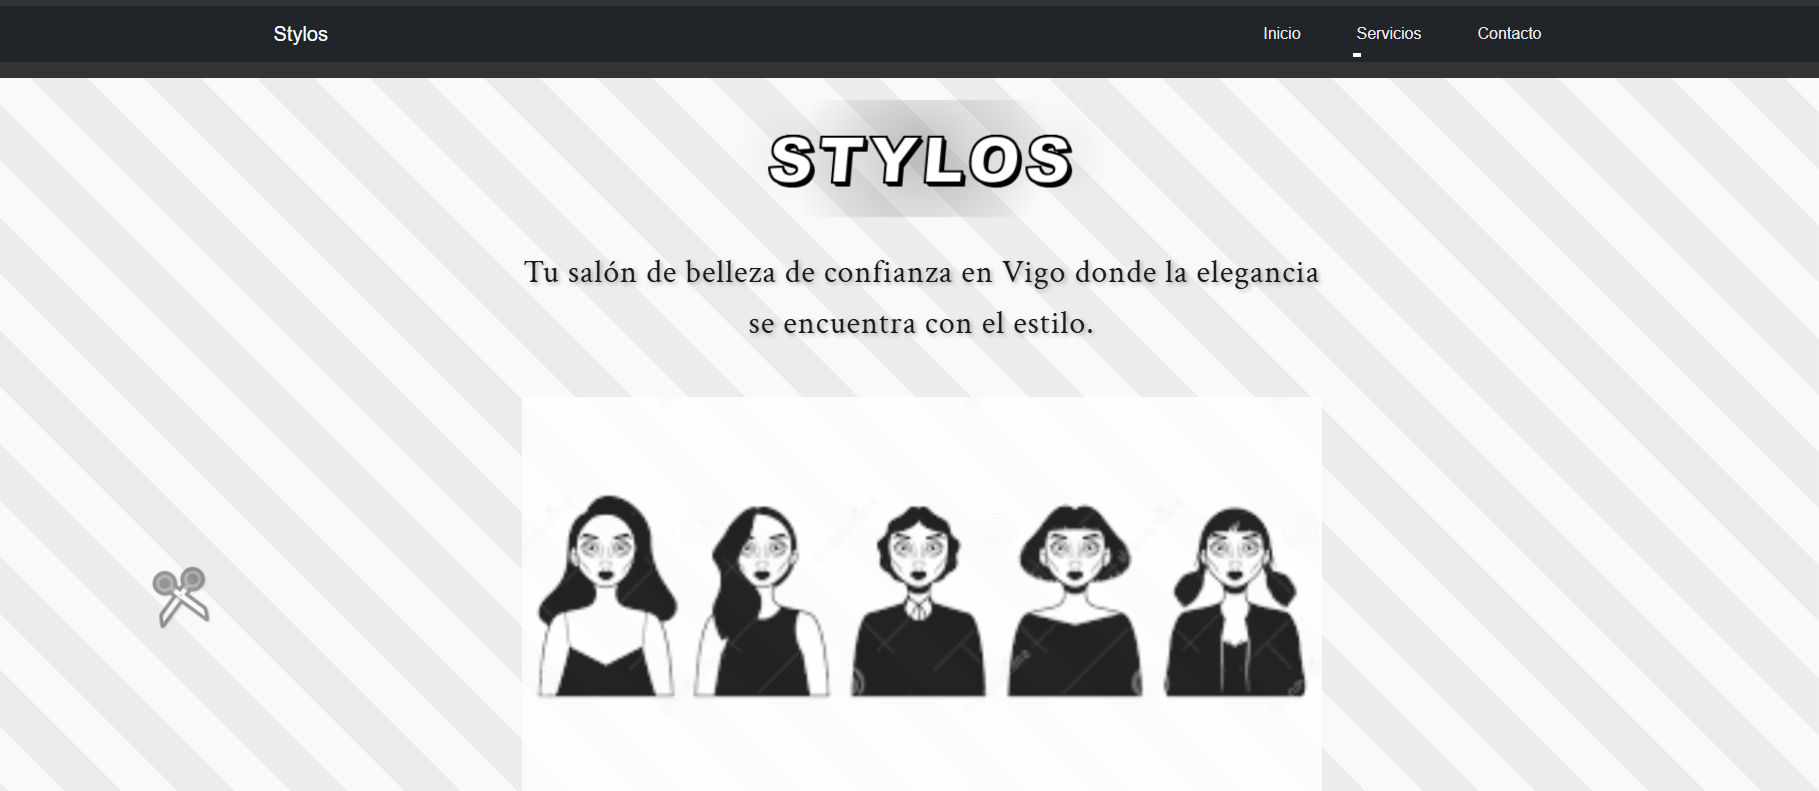 Stylos
Inicio Servicios Contacto
STYLOS
Tu salón de belleza de confianza en Vigo donde la elegancia
se encuentra con el estilo.